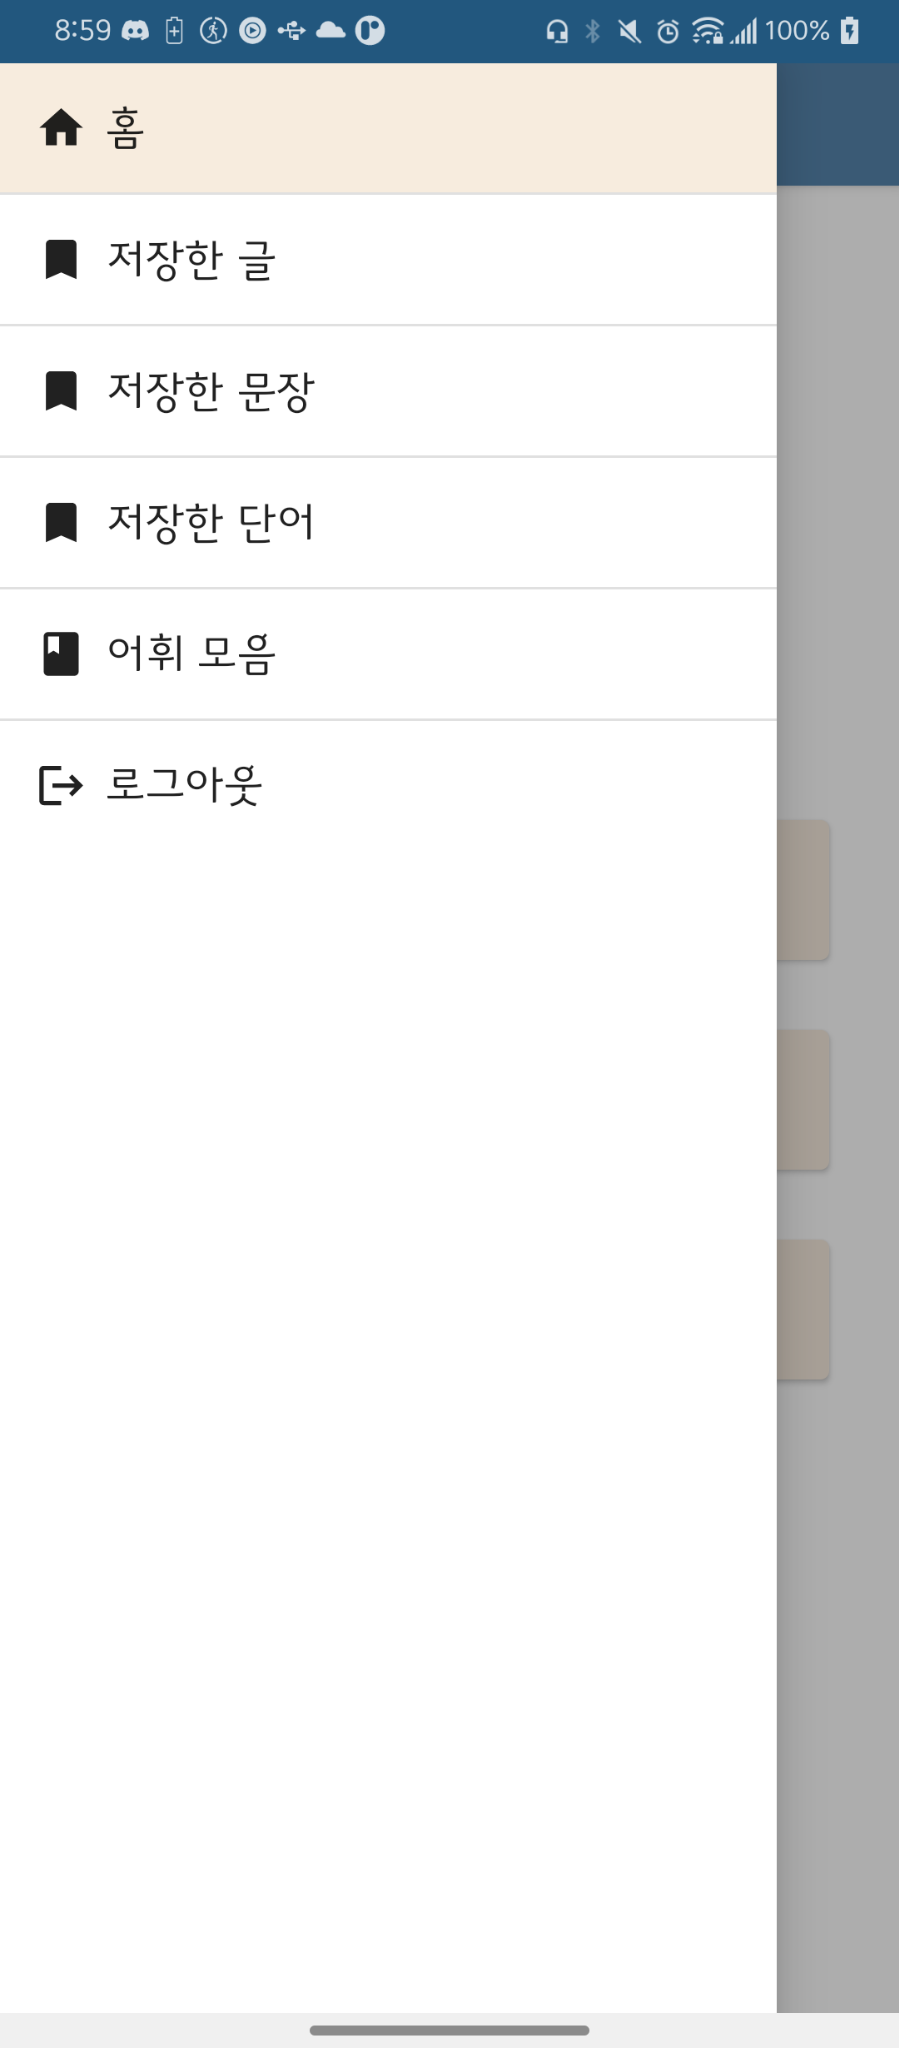 8:59 100%
홈
저장한 글
저장한 문장
저장한 단어
어휘 모음
로그아웃